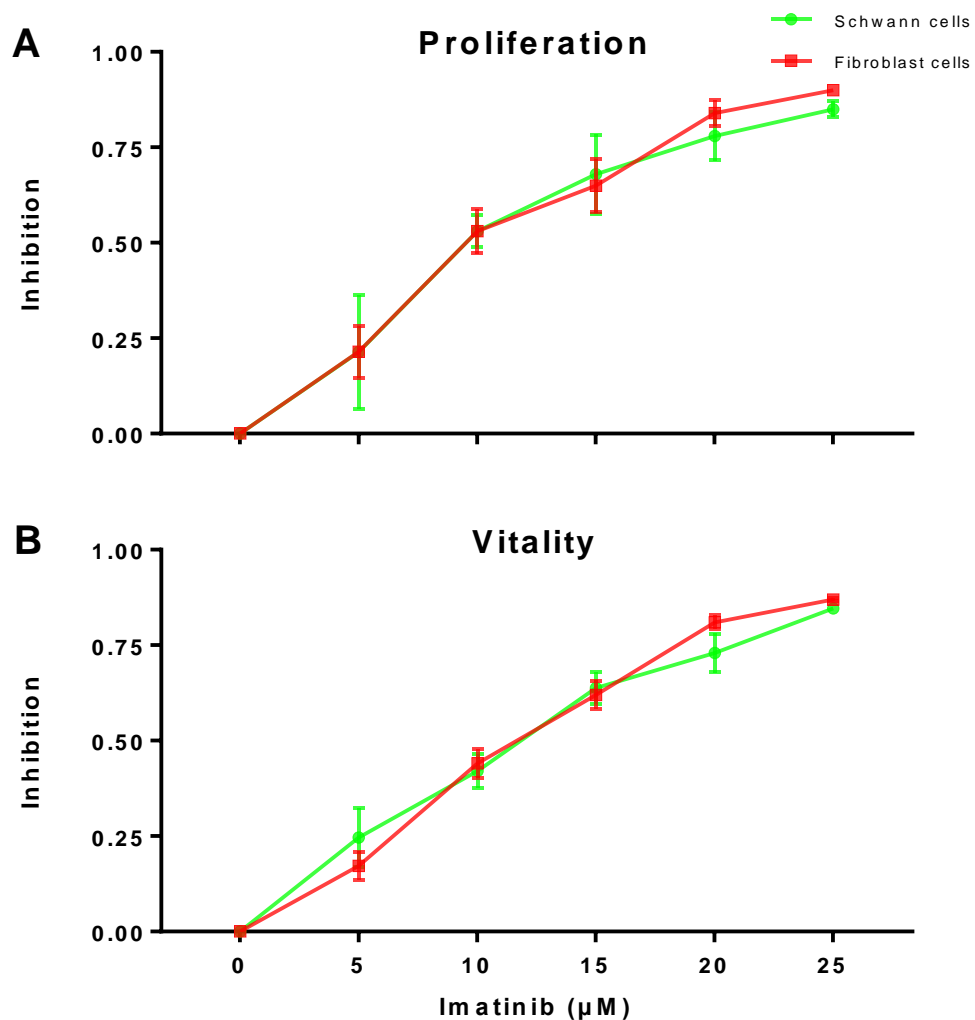 Schwann cells
Fibroblast cells
A
Proliferation
1.00
0.75
0.50
0.25
0.00
Inhibition
B
Vitality
1.00
0.75
0.50
0.25
0.00
Inhibition
0 5 10 15 20 25
Imatinib (µM)